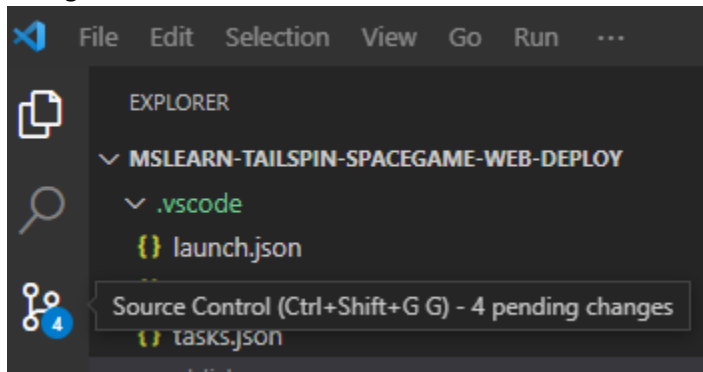 File Edit Selection View Go Run ...
EXPLORER
MSLEARN-TAILSPIN-SPACEGAME-WEB-DEPLOY
.vscode
{} launch.json
Source Control (Ctrl+Shift+G G) - 4 pending changes
4
{} tasks.json